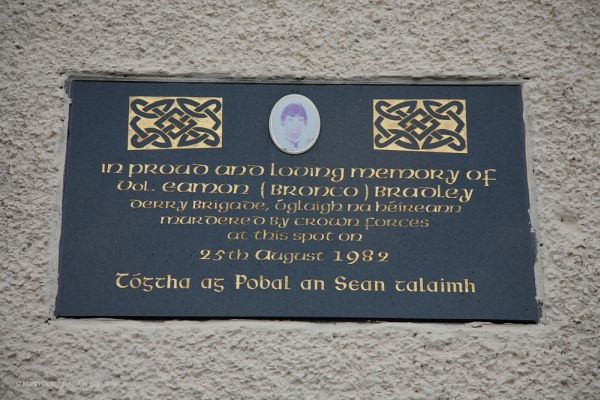 in proud and loving memory of
Vol. Eamon (Bronco) Bradley
Derry Brigade, Óglaigh na hÉireann
murdered by crown forces
at this spot on
25th August 1982
Tógtha ag Pobal an Sean talaimh